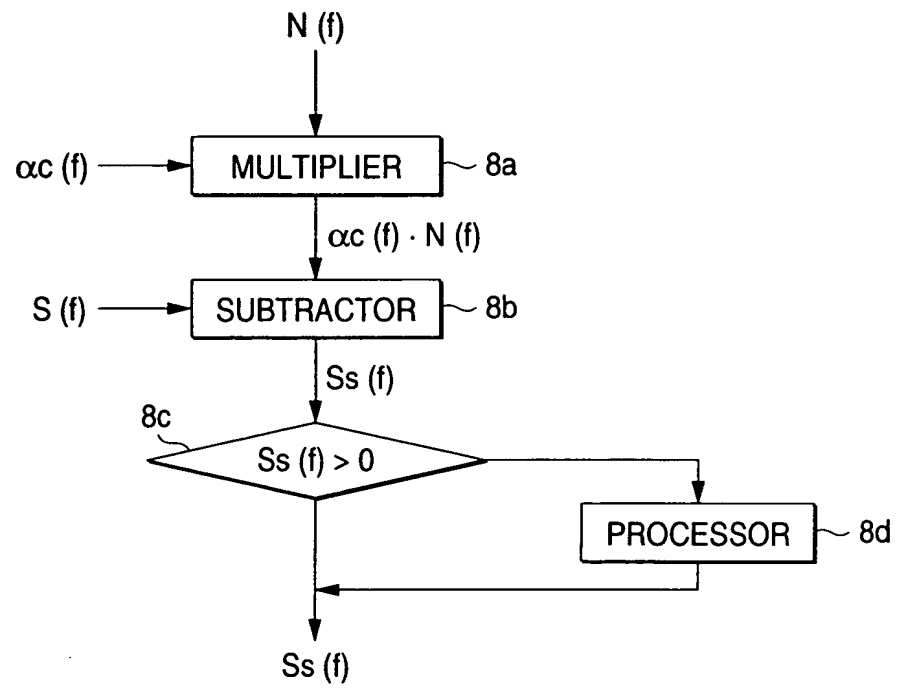 N (f)
αc (f)
MULTIPLIER
8a
αc (f) · N (f)
S (f)
SUBTRACTOR
8b
Ss (f)
8c
Ss (f) > 0
PROCESSOR
8d
Ss (f)